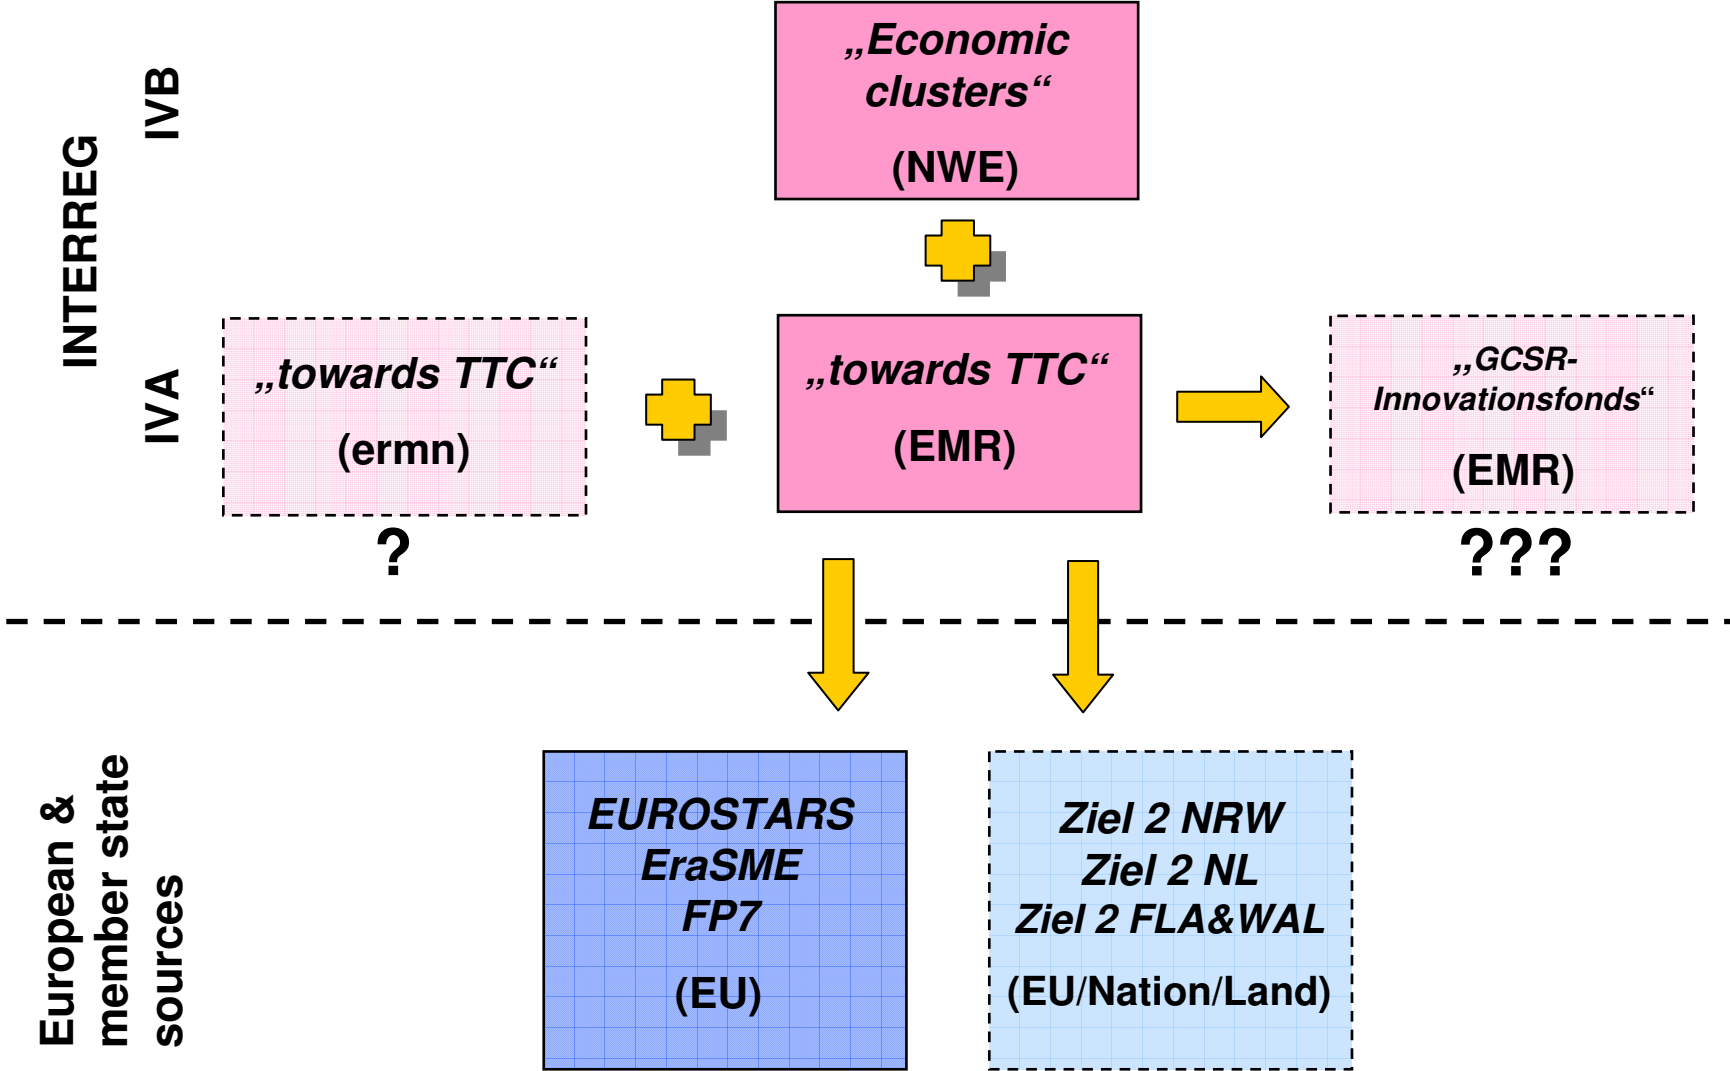 INTERREG
IVB
IVA
„Economic
clusters“
(NWE)
„towards TTC“
(ermn)
?
„towards TTC“
(EMR)
„GCSR-
Innovationsfonds“
(EMR)
???
European &
member state
sources
EUROSTARS
EraSME
FP7
(EU)
Ziel 2 NRW
Ziel 2 NL
Ziel 2 FLA&WAL
(EU/Nation/Land)